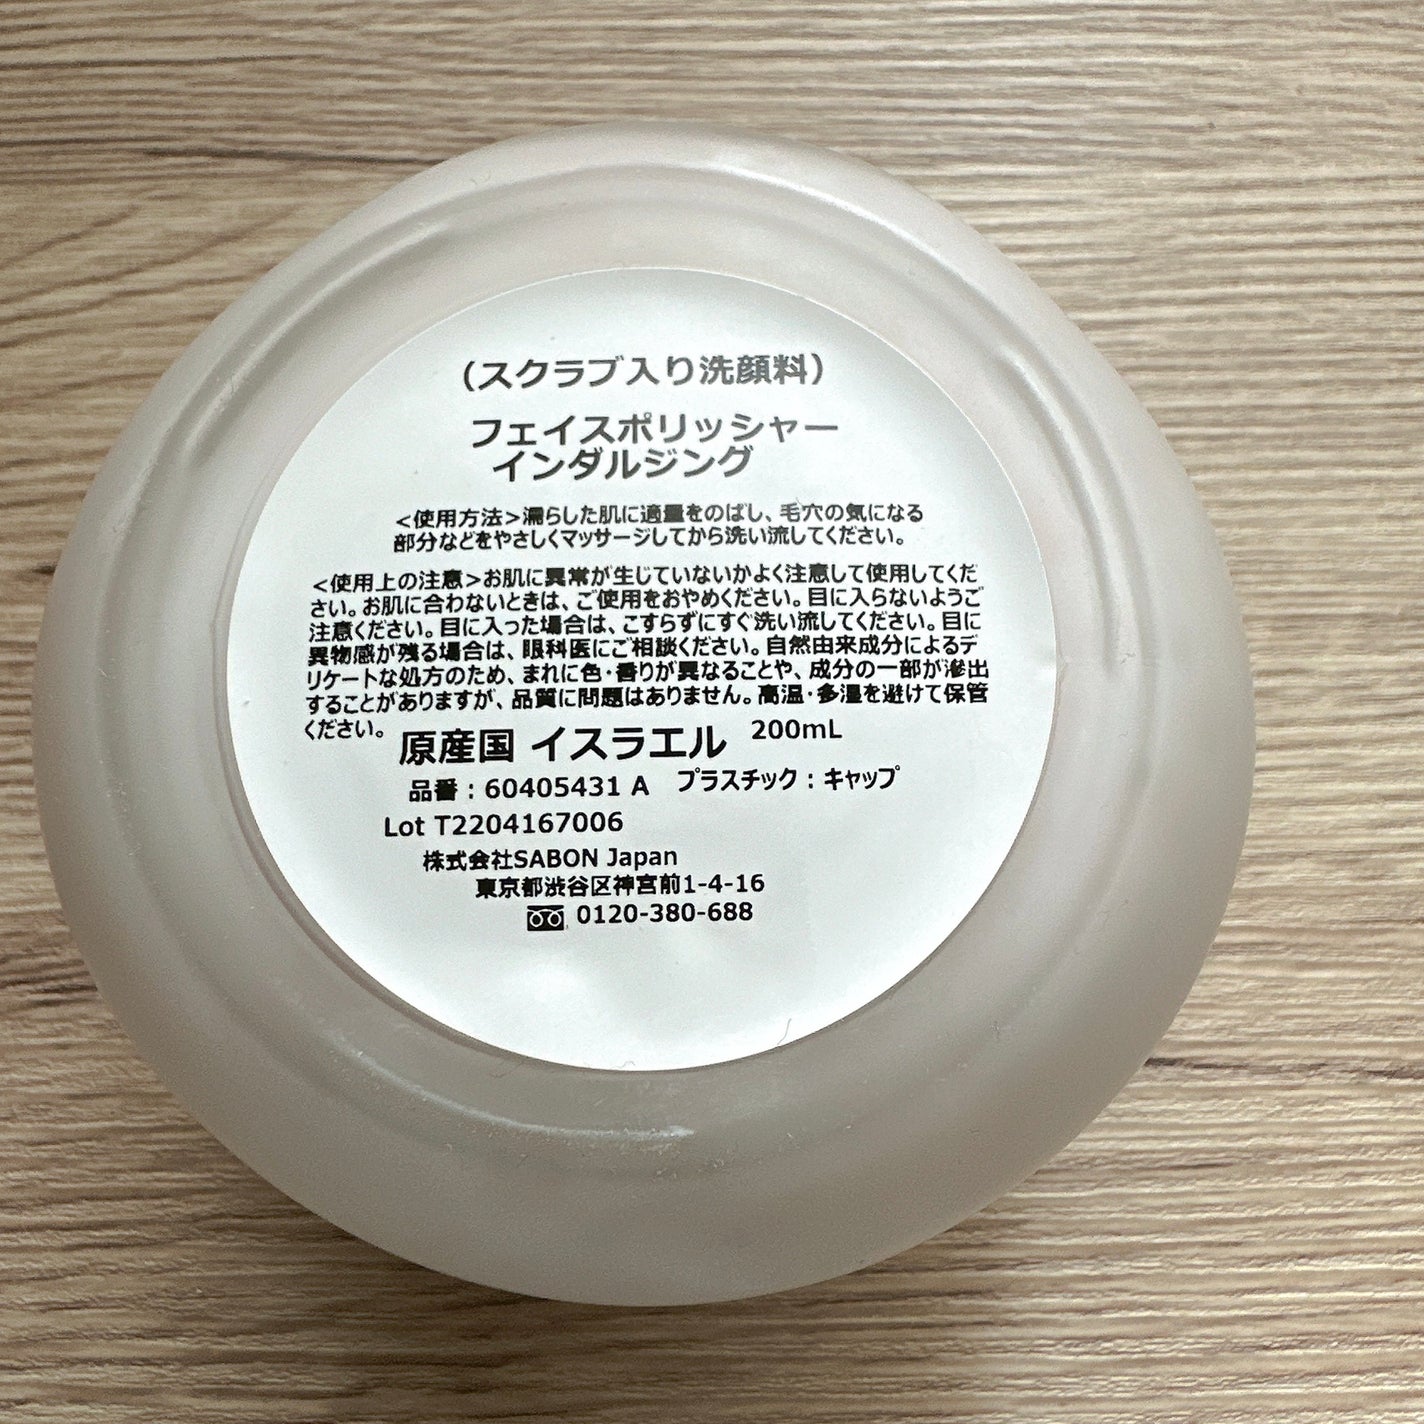 （スクラブ入り洗顔料）
フェイスポリッシャー
インダルジング
＜使用方法＞濡らした肌に適量をのばし、毛穴の気になる
部分などをやさしくマッサージしてから洗い流してください。
＜使用上の注意＞お肌に異常が生じていないかよく注意して使用してくだ
さい。お肌に合わないときは、ご使用をおやめください。目に入らないようご
注意ください。目に入った場合は、こすらずにすぐ洗い流してください。目に
異物感が残る場合は、眼科医にご相談ください。自然由来成分によるデ
リケートな処方のため、まれに色・香りが異なることや、成分の一部が滲出
することがありますが、品質に問題はありません。高温・多湿を避けて保管
ください。
原産国 イスラエル 200mL
品番：60405431 A プラスチック：キャップ
Lot T2204167006
株式会社SABON Japan
東京都渋谷区神宮前1-4-16
0120-380-688